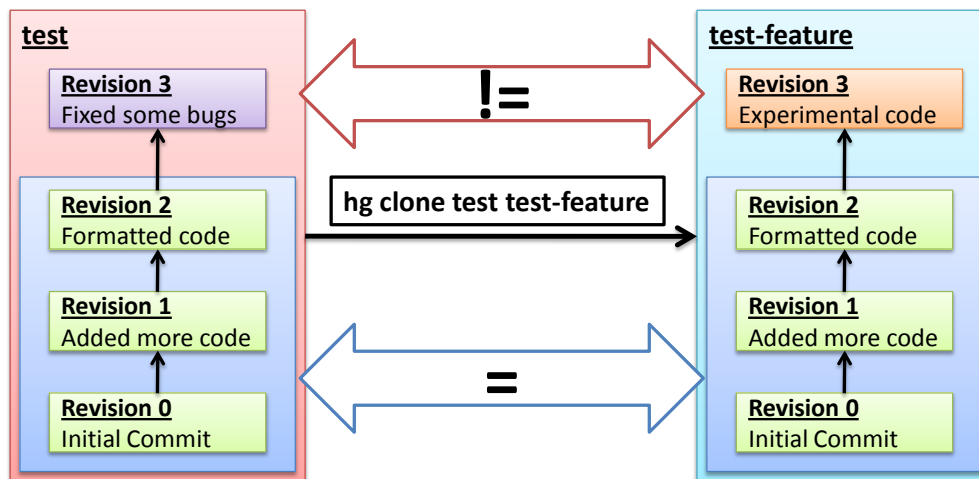 test
Revision 3
Fixed some bugs
Revision 2
Formatted code
Revision 1
Added more code
Revision 0
Initial Commit
!=
hg clone test test-feature
=
test-feature
Revision 3
Experimental code
Revision 2
Formatted code
Revision 1
Added more code
Revision 0
Initial Commit